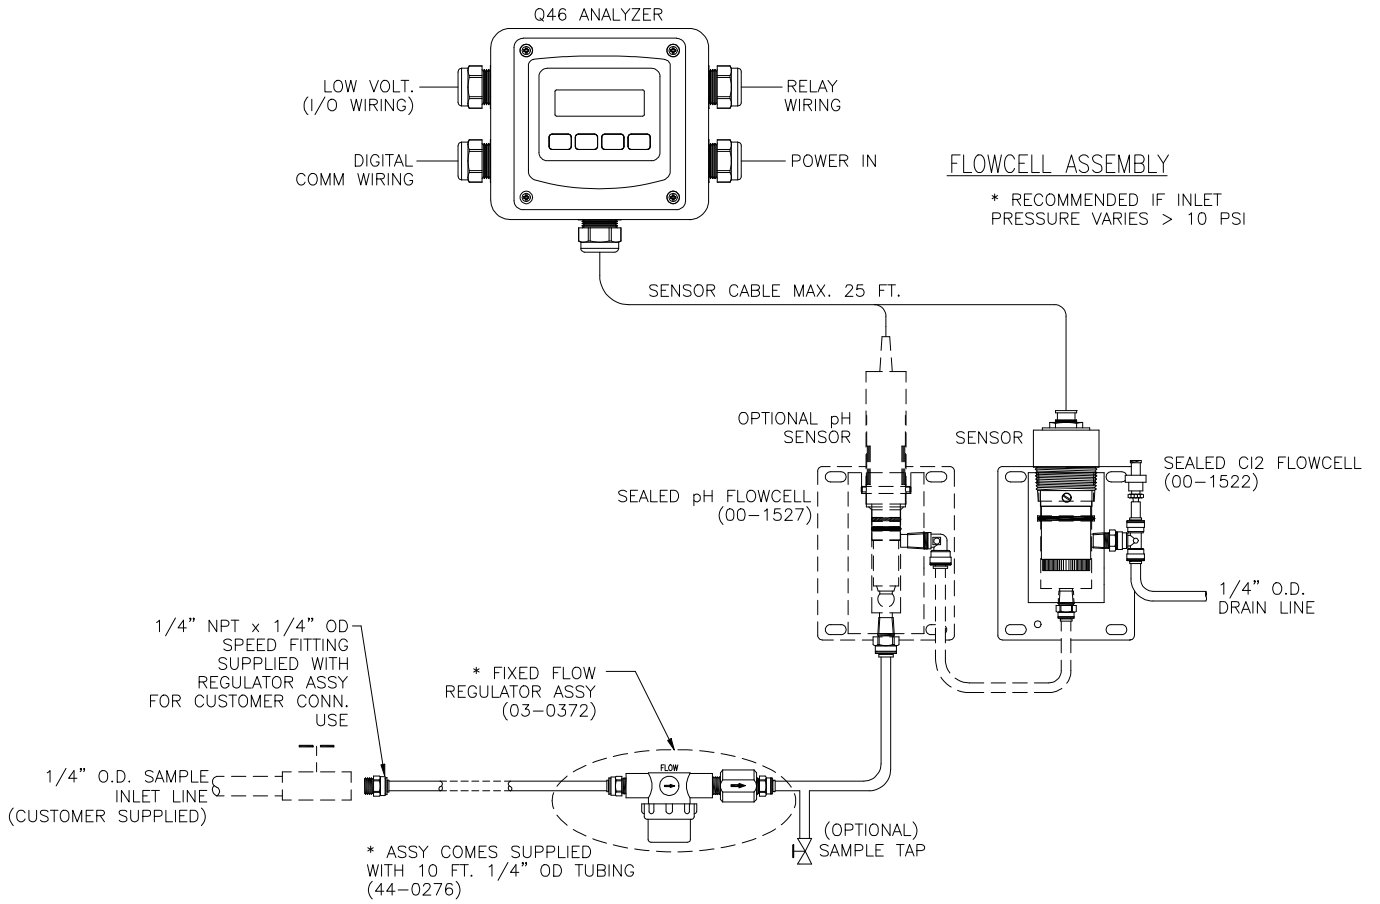 Q46 ANALYZER
LOW VOLT.
(I/O WIRING)
RELAY
WIRING
DIGITAL
COMM WIRING
POWER IN
FLOWCELL ASSEMBLY
* RECOMMENDED IF INLET
PRESSURE VARIES > 10 PSI
SENSOR CABLE MAX. 25 FT.
OPTIONAL pH
SENSOR
SENSOR
SEALED Cl2 FLOWCELL
(00-1522)
SEALED pH FLOWCELL
(00-1527)
1/4" O.D.
DRAIN LINE
1/4" NPT x 1/4" OD
SPEED FITTING
SUPPLIED WITH
REGULATOR ASSY
FOR CUSTOMER CONN.
USE
* FIXED FLOW
REGULATOR ASSY
(03-0372)
FLOW
1/4" O.D. SAMPLE
INLET LINE
(CUSTOMER SUPPLIED)
(OPTIONAL)
SAMPLE TAP
* ASSY COMES SUPPLIED
WITH 10 FT. 1/4" OD TUBING
(44-0276)